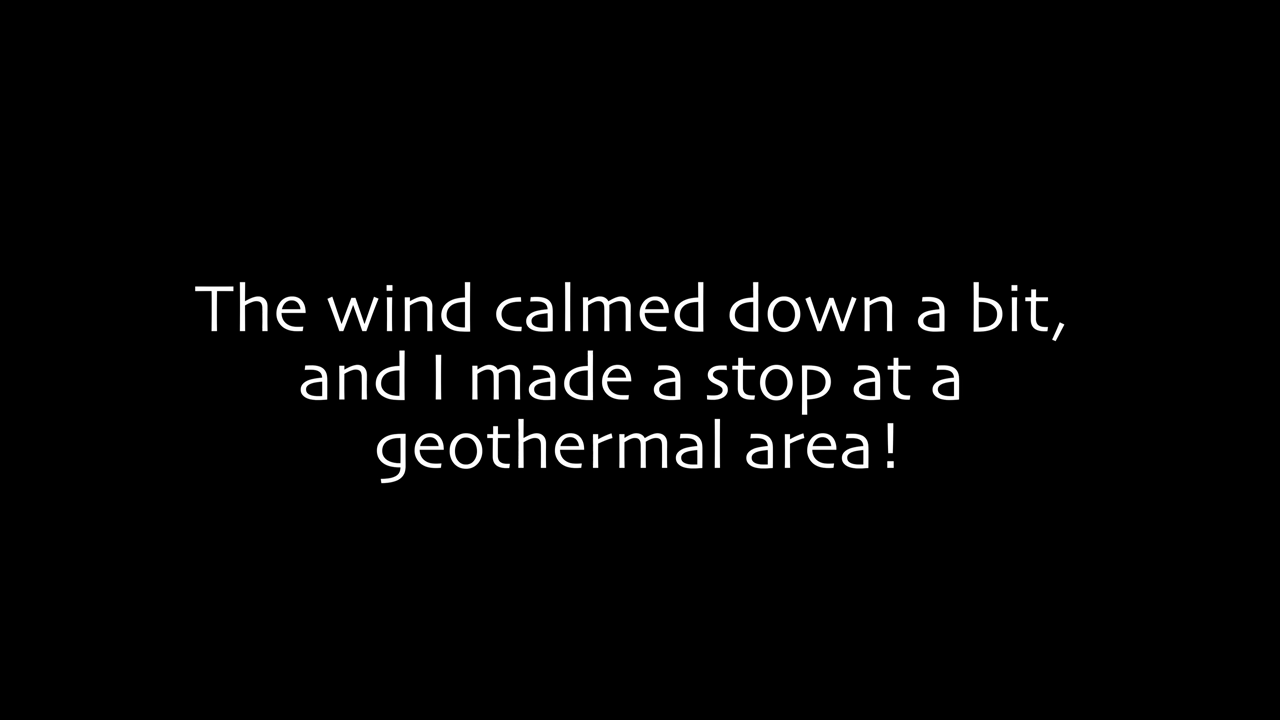 The wind calmed down a bit,
and I made a stop at a
geothermal area!